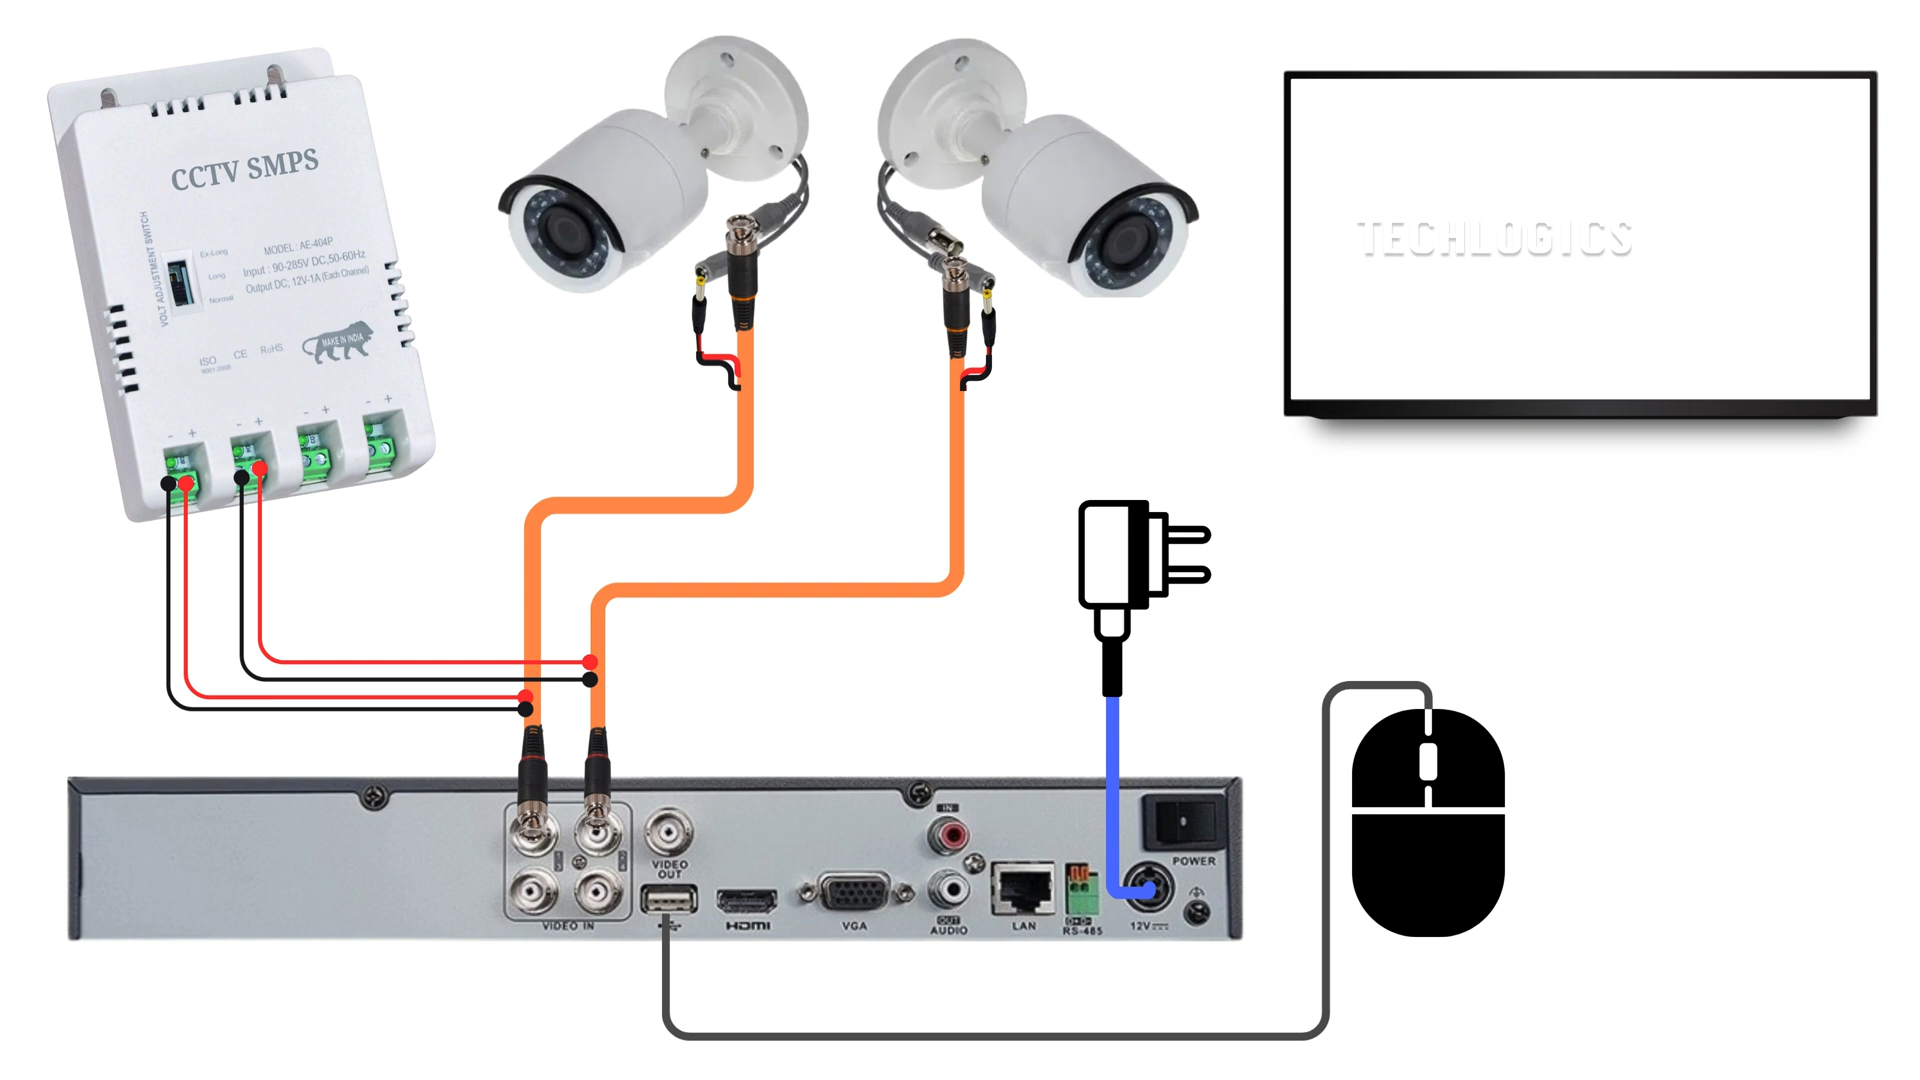 CCTV SMPS
VOLT ADJUSTMENT SWITCH
Ex-Long
Long
Normal
MODEL : AE-404P
Input : 90-285V DC,50-60Hz
Output DC; 12V-1A (Each Channel)
ISO
9001:2008
CE
RoHS
MAKE IN INDIA
- +
- +
- +
- +
TECHLOGICS
VIDEO IN
VIDEO
OUT
HDMI
VGA
IN
OUT
AUDIO
LAN
D+ D-
RS-485
12V
POWER